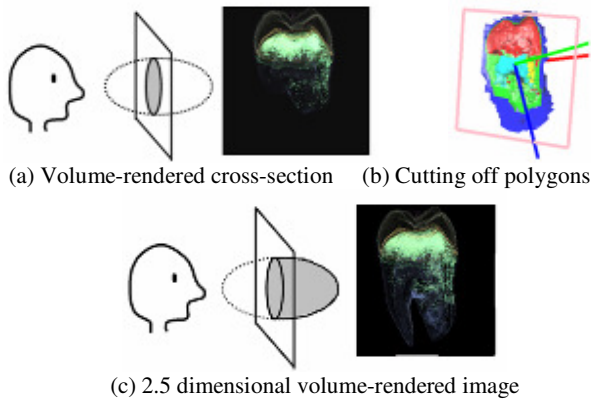 (a) Volume-rendered cross-section
(b) Cutting off polygons
(c) 2.5 dimensional volume-rendered image